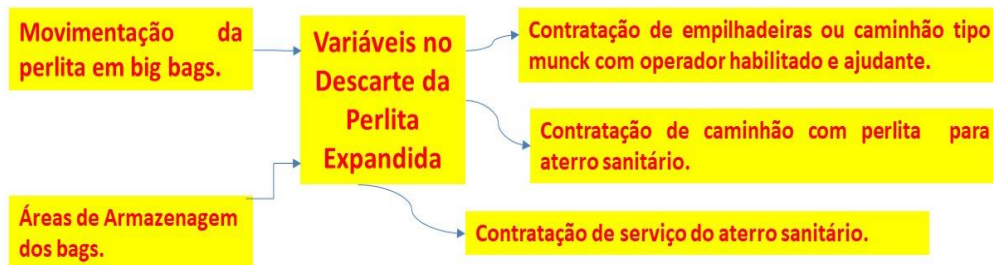 Movimentação da
perlita em big bags.
Variáveis no
Descarte da
Perlita
Expandida
Contratação de empilhadeiras ou caminhão tipo
munck com operador habilitado e ajudante.
Contratação de caminhão com perlita para
aterro sanitário.
Áreas de Armazenagem
dos bags.
Contratação de serviço do aterro sanitário.